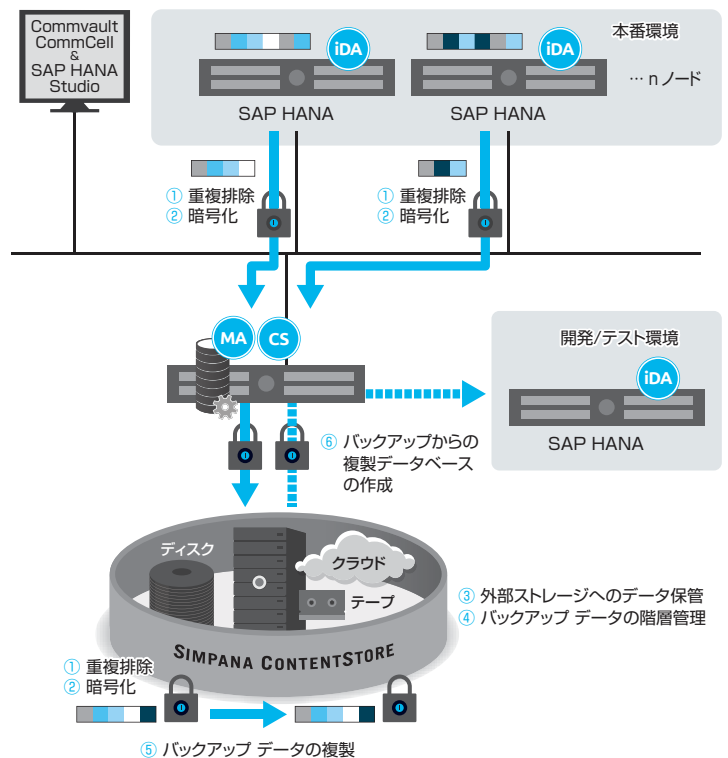 Commvault
CommCell
&
SAP HANA
Studio
本番環境
iDA
iDA
… n ノード
SAP HANA
SAP HANA
① 重複排除
② 暗号化
① 重複排除
② 暗号化
MA
CS
開発/テスト環境
iDA
SAP HANA
⑥ バックアップからの
複製データベース
の作成
ディスク
クラウド
テープ
③ 外部ストレージへのデータ保管
④ バックアップ データの階層管理
SIMPANA CONTENTSTORE
① 重複排除
② 暗号化
⑤ バックアップ データの複製